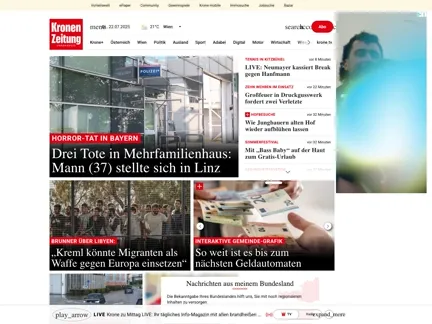 Kronen
Zeitung
menu
22.07.2025
21°C
Wien
search
Abo
Krone+ Österreich Wien Politik Ausland Sport Adabei Digital Motor Wirtschaft krone tv
POLIZEI
HORROR-TAT IN BAYERN
Drei Tote in Mehrfamilienhaus:
Mann (37) stellte sich in Linz
TENNIS IN KITZBÜHEL
LIVE: Neumayer kassiert Break
gegen Hanfmann
ZEHN WEHREN IM EINSATZ
Großfeuer in Druckgusswerk
fordert zwei Verletzte
HOFBESUCHE
Wie Jungbauern alten Hof
wieder aufblühen lassen
SOMMERFESTIVAL
Mit „Bass Baby“ auf der Haut
zum Gratis-Urlaub
BRUNNER ÜBER LIBYEN:
„Kreml könnte Migranten als
Waffe gegen Europa einsetzen“
INTERAKTIVE GEMEINDE-GRAFIK
So weit ist es bis zum
nächsten Geldautomaten
Nachrichten aus meinem Bundesland
Die Bekanntgabe Ihres Bundeslandes hilft uns, Sie mit noch regionaleren
Inhalten zu versorgen.
play_arrow
LIVE Krone zu Mittag LIVE: Ihr tägliches Info-Magazin mit allen brandheißen
TV
expand_more